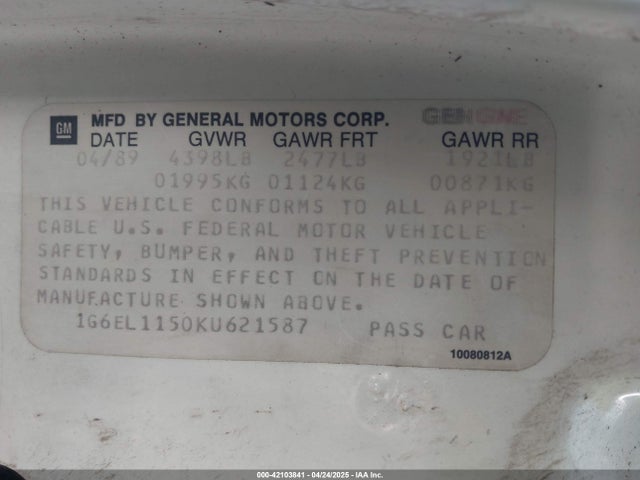 GM MFD BY GENERAL MOTORS CORP. GENUINE
DATE GVWR GAWR FRT GAWR RR
04/89 4398LB 2477LB 1921LB
01995KG 01124KG 00871KG
THIS VEHICLE CONFORMS TO ALL APPLI-
CABLE U.S. FEDERAL MOTOR VEHICLE
SAFETY, BUMPER, AND THEFT PREVENTION
STANDARDS IN EFFECT ON THE DATE OF
MANUFACTURE SHOWN ABOVE.
1G6EL1150KU621587 PASS CAR
10080812A
000-42103841 - 04/24/2025 - IAA Inc.